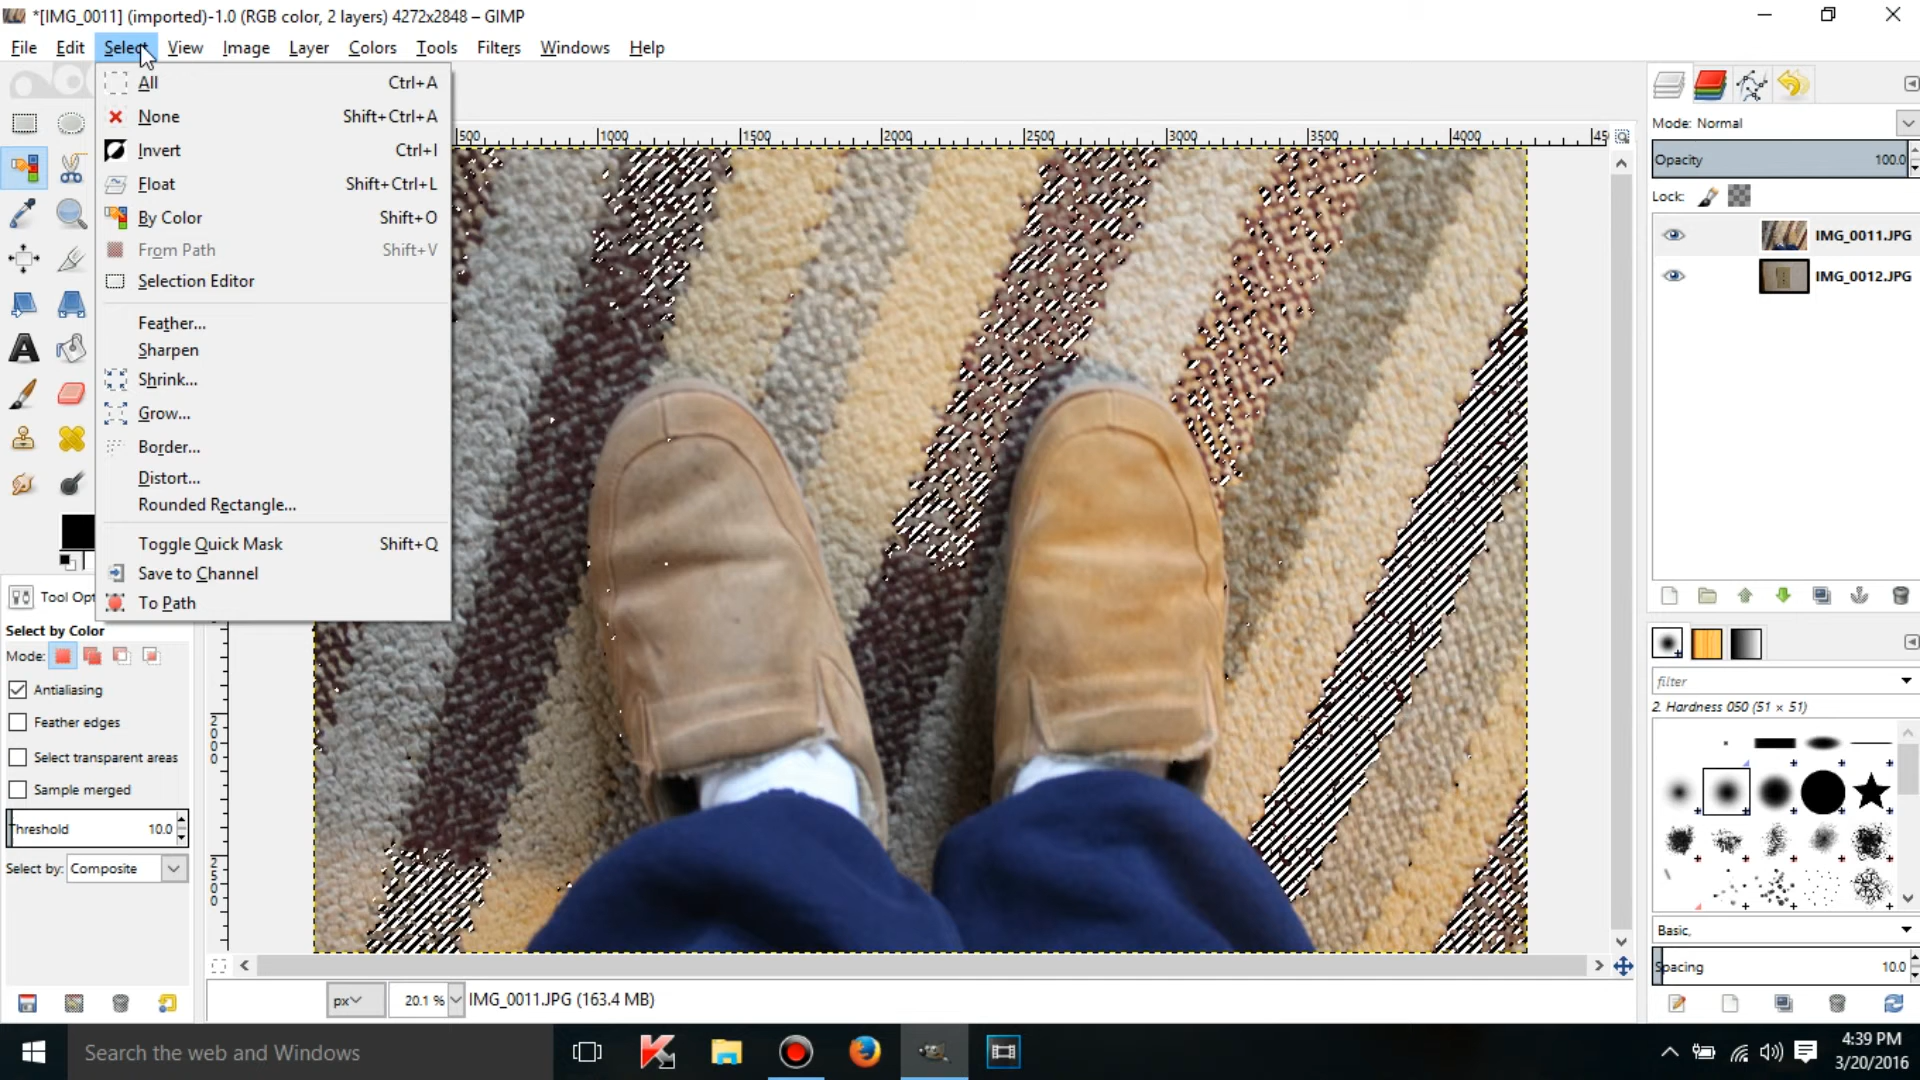 *[IMG_0011] (imported)-1.0 (RGB color, 2 layers) 4272x2848 – GIMP
File Edit Select View Image Layer Colors Tools Filters Windows Help
All Ctrl+A
None Shift+Ctrl+A
Invert Ctrl+I
Float Shift+Ctrl+L
By Color Shift+O
From Path Shift+V
Selection Editor
Feather...
Sharpen
Shrink...
Grow...
Border...
Distort...
Rounded Rectangle...
Toggle Quick Mask Shift+Q
Save to Channel
To Path
500 1000 1500 2000 2500 3000 3500 4000 45
2000
2500
Tool Opt
Select by Color
Mode:
Antialiasing
Feather edges
Select transparent areas
Sample merged
Threshold 10.0
Select by: Composite
px 20.1 % IMG_0011.JPG (163.4 MB)
Mode: Normal
Opacity 100.0
Lock:
IMG_0011.JPG
IMG_0012.JPG
filter
2. Hardness 050 (51 × 51)
Basic,
Spacing 10.0
Search the web and Windows
4:39 PM
3/20/2016